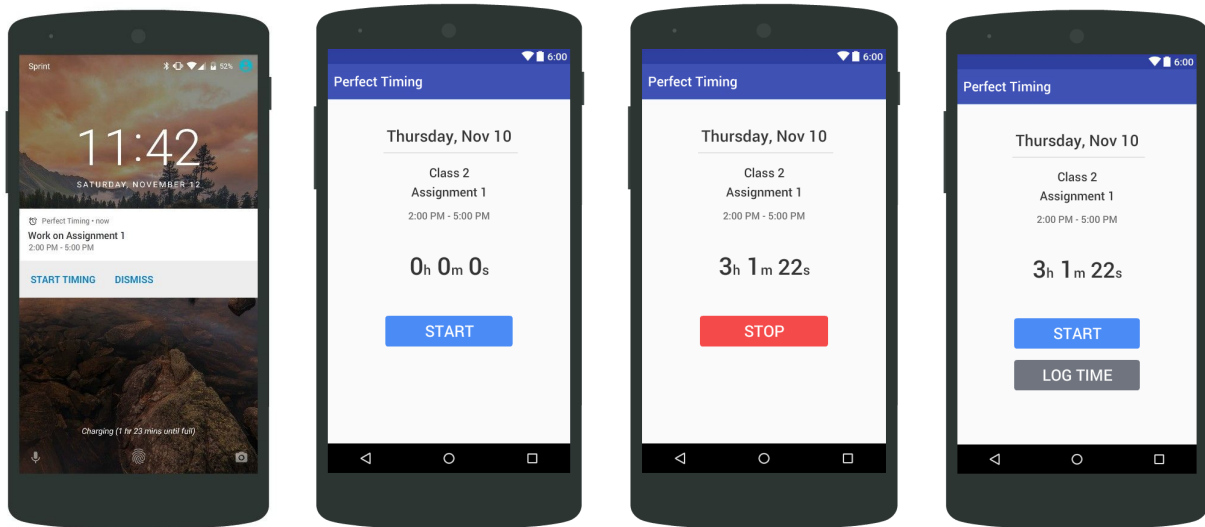 Sprint
52%
11:42
SATURDAY, NOVEMBER 12
Perfect Timing • now
Work on Assignment 1
2:00 PM - 5:00 PM
START TIMING DISMISS
Charging (1 hr 23 mins until full)
6:00
Perfect Timing
Thursday, Nov 10
Class 2
Assignment 1
2:00 PM - 5:00 PM
0h 0m 0s
START
6:00
Perfect Timing
Thursday, Nov 10
Class 2
Assignment 1
2:00 PM - 5:00 PM
3h 1m 22s
STOP
6:00
Perfect Timing
Thursday, Nov 10
Class 2
Assignment 1
2:00 PM - 5:00 PM
3h 1m 22s
START
LOG TIME